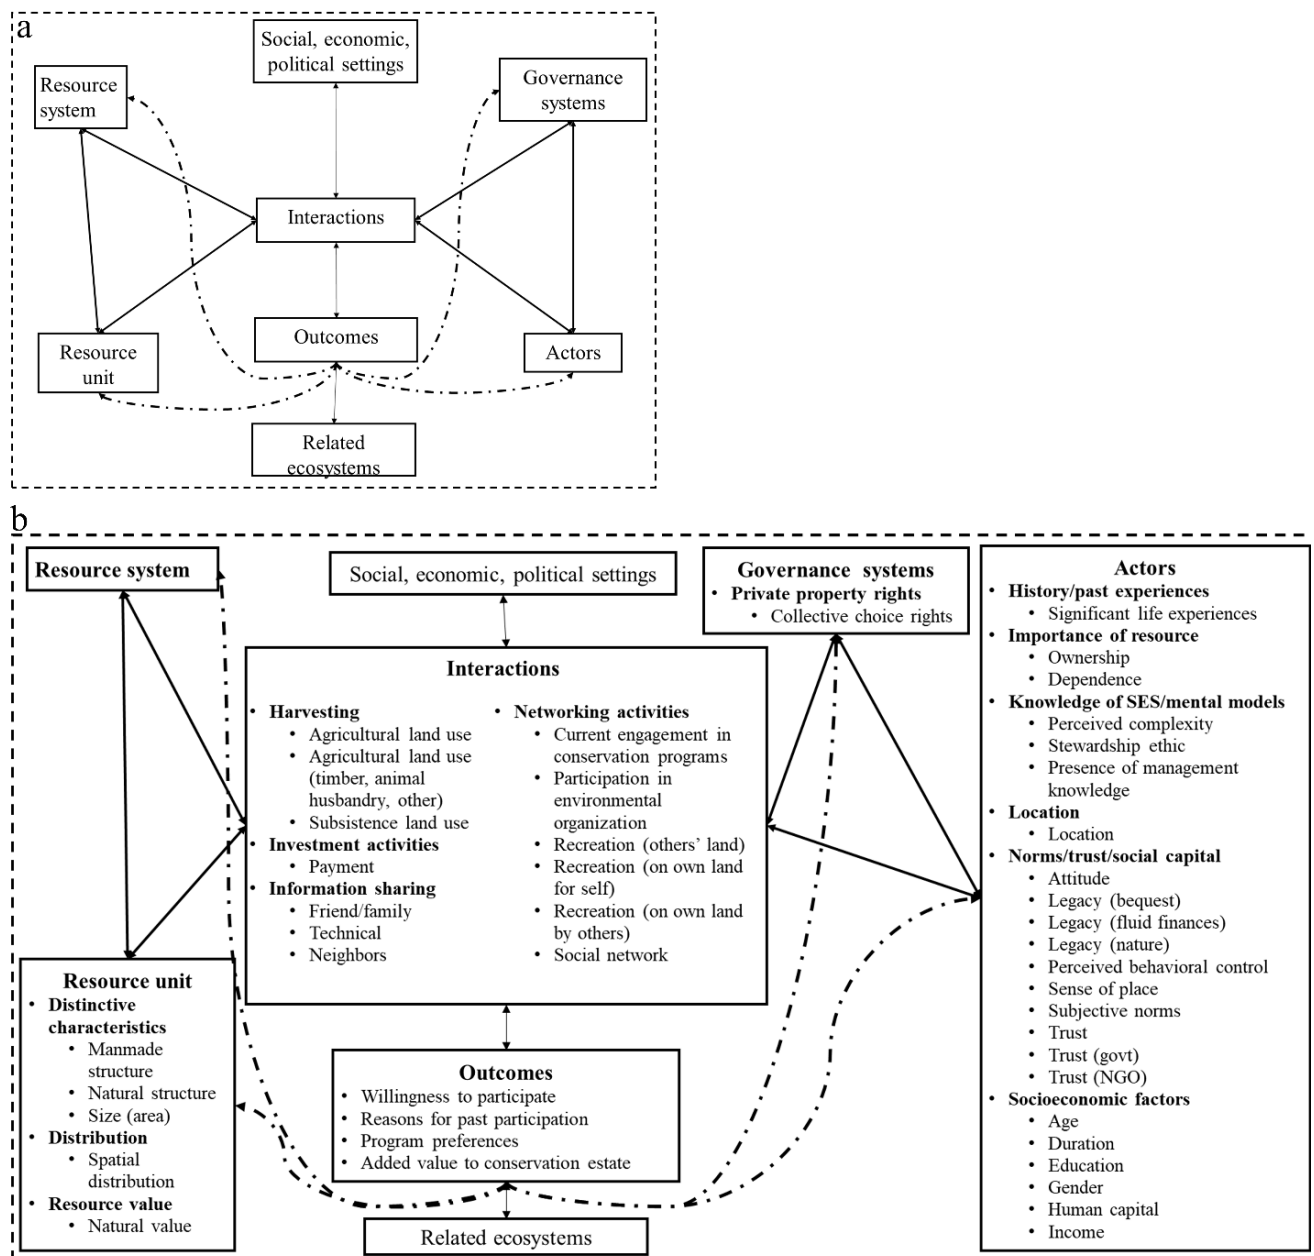 a
Social, economic,
political settings
Resource
system
Governance
systems
Interactions
Outcomes
Resource
unit
Actors
Related
ecosystems
b
Resource system
Social, economic, political settings
Governance systems
• Private property rights
• Collective choice rights
Interactions
• Harvesting
• Agricultural land use
• Agricultural land use
(timber, animal
husbandry, other)
• Subsistence land use
• Investment activities
• Payment
• Information sharing
• Friend/family
• Technical
• Neighbors
• Networking activities
• Current engagement in
conservation programs
• Participation in
environmental
organization
• Recreation (others’ land)
• Recreation (on own land
for self)
• Recreation (on own land
by others)
• Social network
Actors
• History/past experiences
• Significant life experiences
• Importance of resource
• Ownership
• Dependence
• Knowledge of SES/mental models
• Perceived complexity
• Stewardship ethic
• Presence of management
knowledge
• Location
• Location
• Norms/trust/social capital
• Attitude
• Legacy (bequest)
• Legacy (fluid finances)
• Legacy (nature)
• Perceived behavioral control
• Sense of place
• Subjective norms
• Trust
• Trust (govt)
• Trust (NGO)
• Socioeconomic factors
• Age
• Duration
• Education
• Gender
• Human capital
• Income
Resource unit
• Distinctive
characteristics
• Manmade
structure
• Natural structure
• Size (area)
• Distribution
• Spatial
distribution
• Resource value
• Natural value
Outcomes
• Willingness to participate
• Reasons for past participation
• Program preferences
• Added value to conservation estate
Related ecosystems